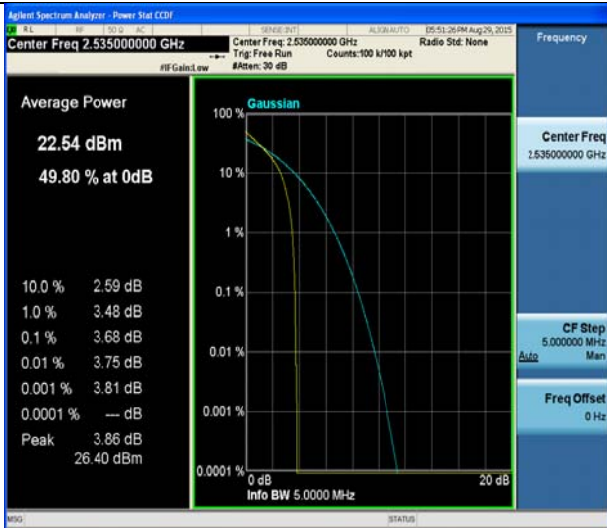 Agilent Spectrum Analyzer - Power Stat CCDF
RL RF 50 Ω AC SENSE:INT ALIGNAUTO 05:51:26 PM Aug 29, 2015
Center Freq 2.535000000 GHz
Center Freq: 2.535000000 GHz
Radio Std: None
Trig: Free Run
Counts:100 k/100 kpt
#IFGain:Low
#Atten: 30 dB
Frequency
Average Power
22.54 dBm
49.80 % at 0dB
10.0 % 2.59 dB
1.0 % 3.48 dB
0.1 % 3.68 dB
0.01 % 3.75 dB
0.001 % 3.81 dB
0.0001 % --- dB
Peak 3.86 dB
26.40 dBm
Gaussian
100 %
10 %
1 %
0.1 %
0.01 %
0.001 %
0.0001 %
0 dB
20 dB
Info BW 5.0000 MHz
Center Freq
2.535000000 GHz
CF Step
5.000000 MHz
Auto Man
Freq Offset
0 Hz
MSG
STATUS